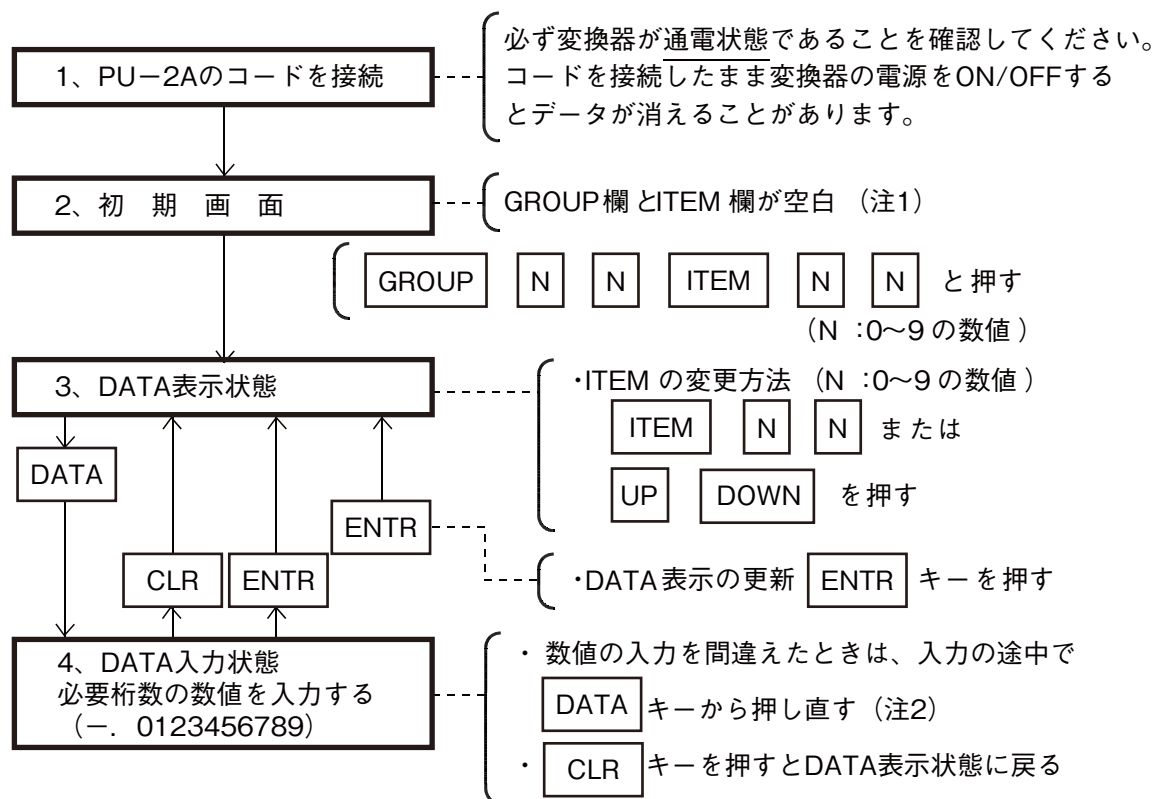 1、PU－2Aのコードを接続
必ず変換器が通電状態であることを確認してください。
コードを接続したまま変換器の電源をON/OFFする
とデータが消えることがあります。
2、初 期 画 面
GROUP欄とITEM 欄が空白 （注1）
GROUP N N ITEM N N と押す
（N ：0～9 の数値 ）
3、DATA表示状態
・ITEM の変更方法 （N ：0～9 の数値 ）
ITEM N N または
UP DOWN を押す
DATA
ENTR
CLR
ENTR
・DATA表示の更新 ENTR キーを押す
4、DATA入力状態
必要桁数の数値を入力する
（－．0123456789）
・ 数値の入力を間違えたときは、入力の途中で
DATA キーから押し直す（注2）
・ CLR キーを押すとDATA表示状態に戻る